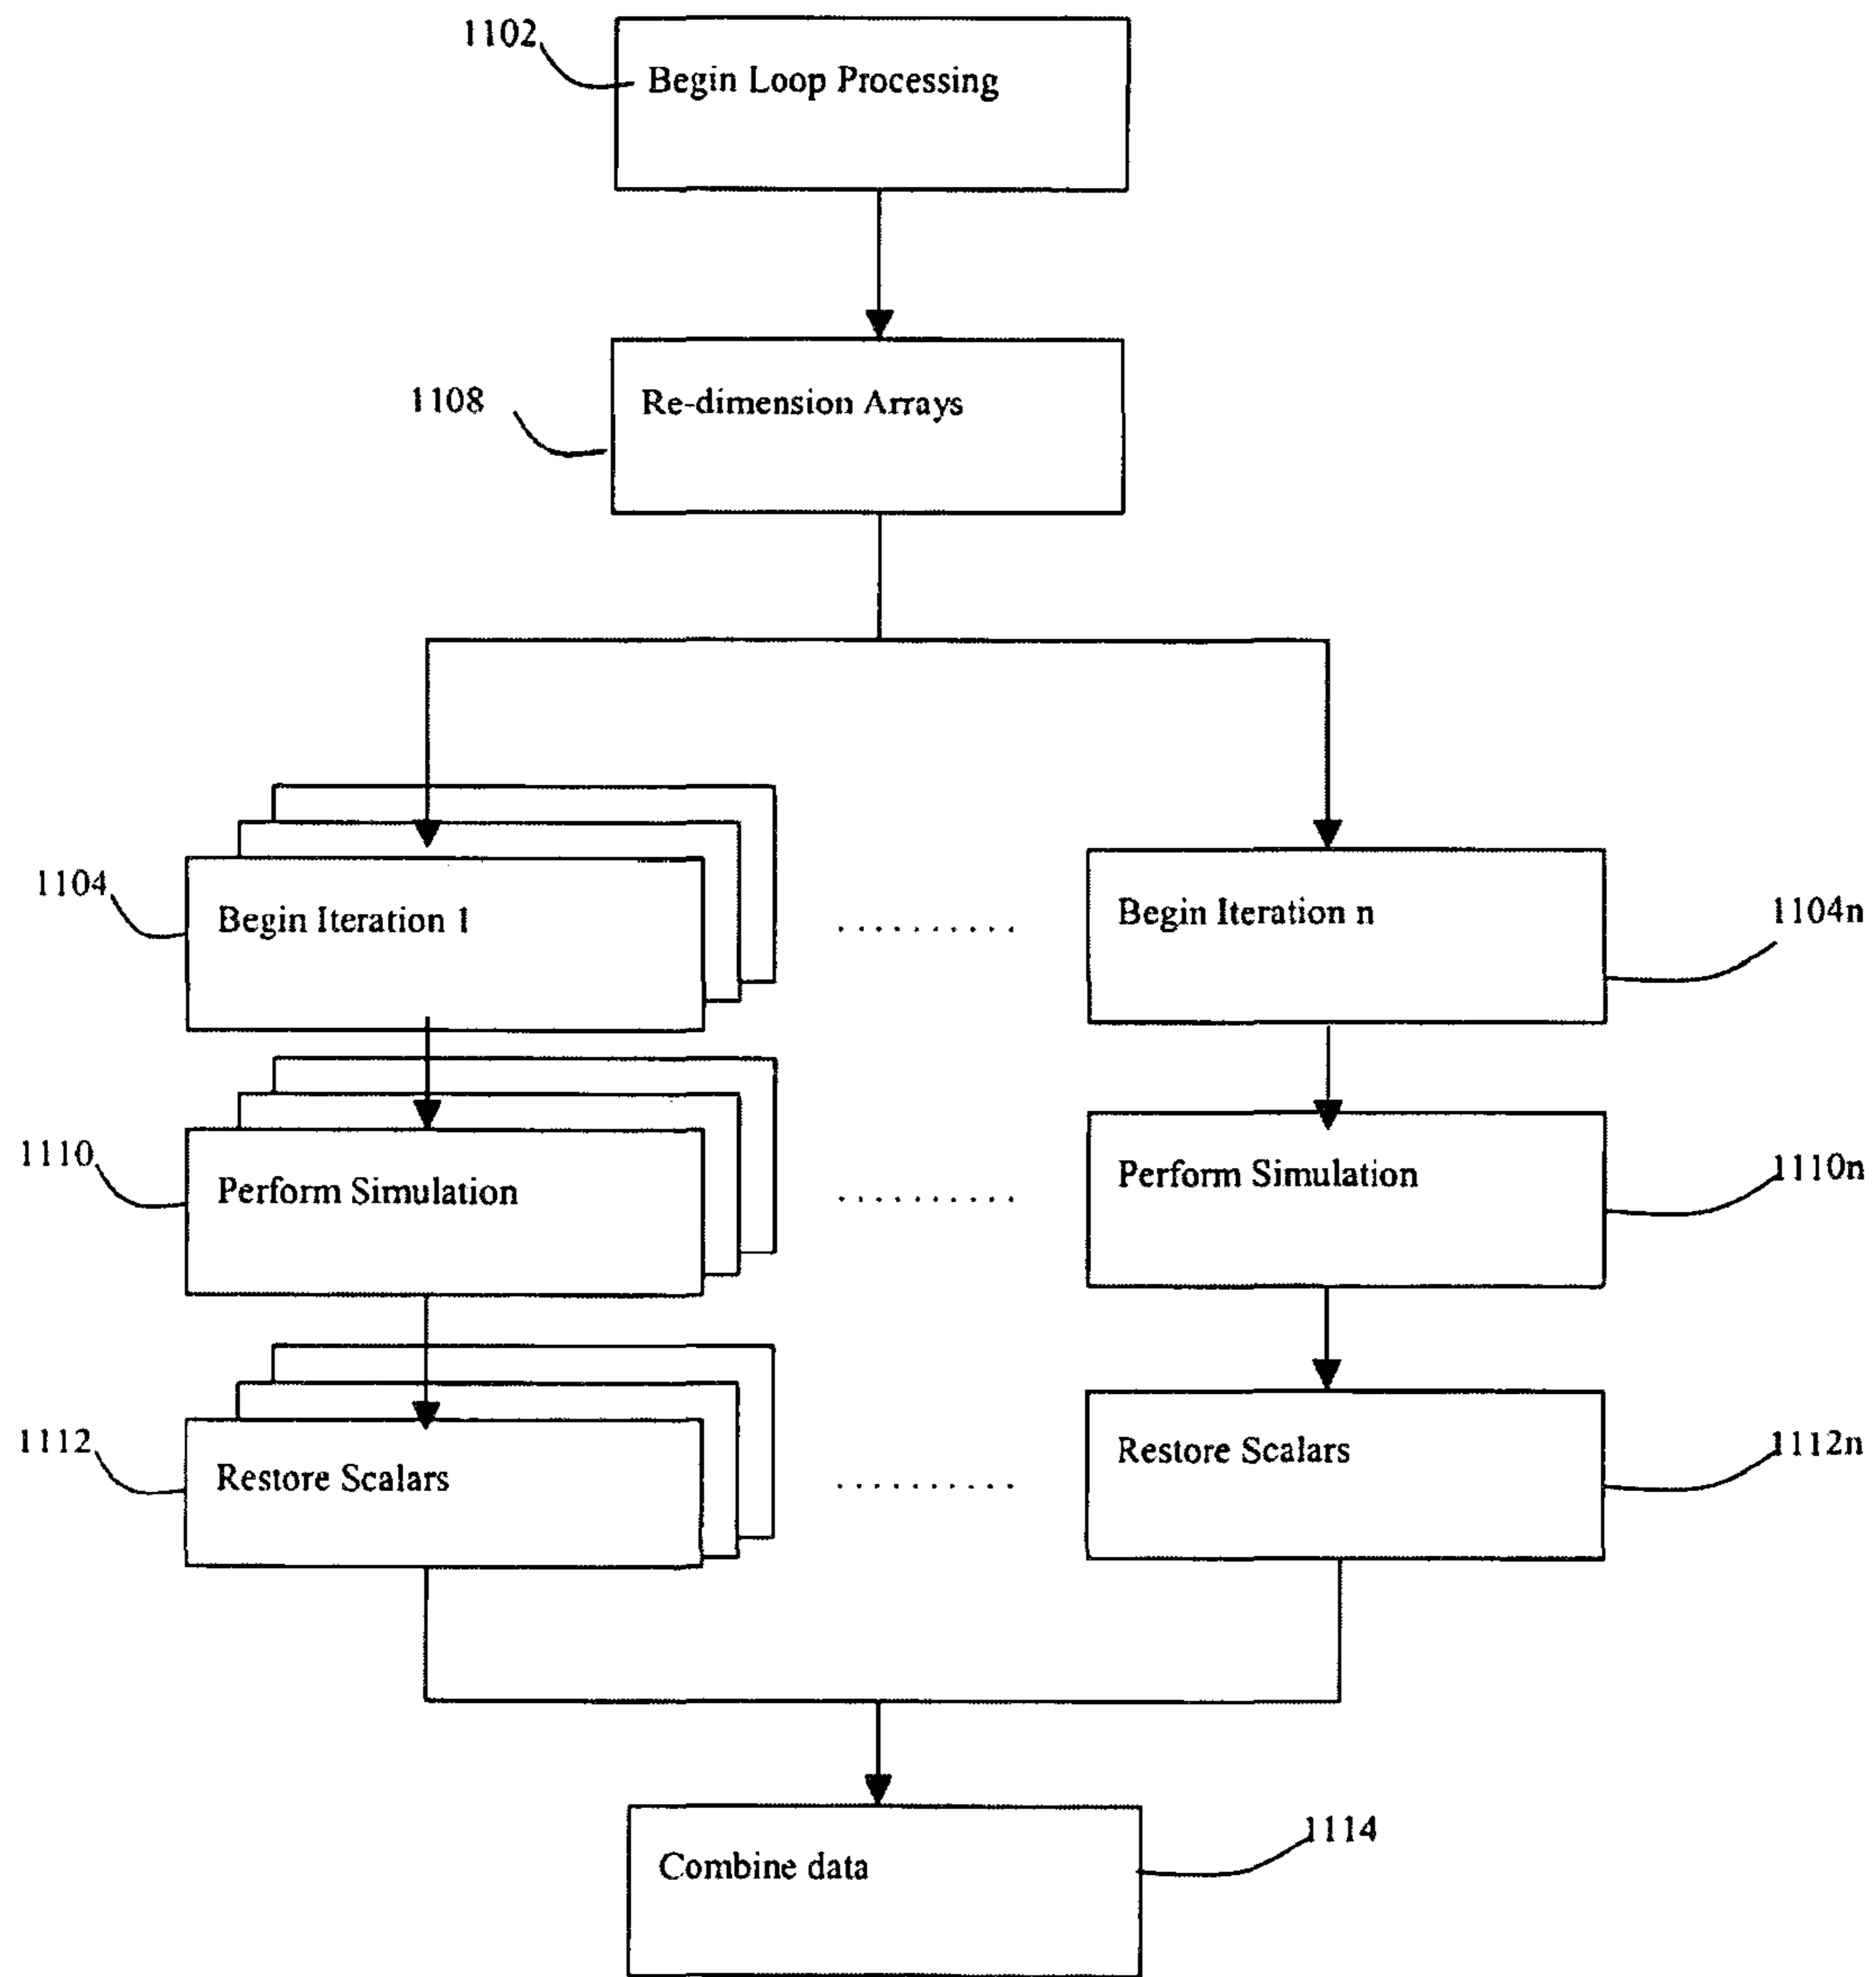 1102
Begin Loop Processing
1108
Re-dimension Arrays
1104
Begin Iteration 1
..........
Begin Iteration n
1104n
1110
Perform Simulation
..........
Perform Simulation
1110n
1112
Restore Scalars
..........
Restore Scalars
1112n
Combine data
1114